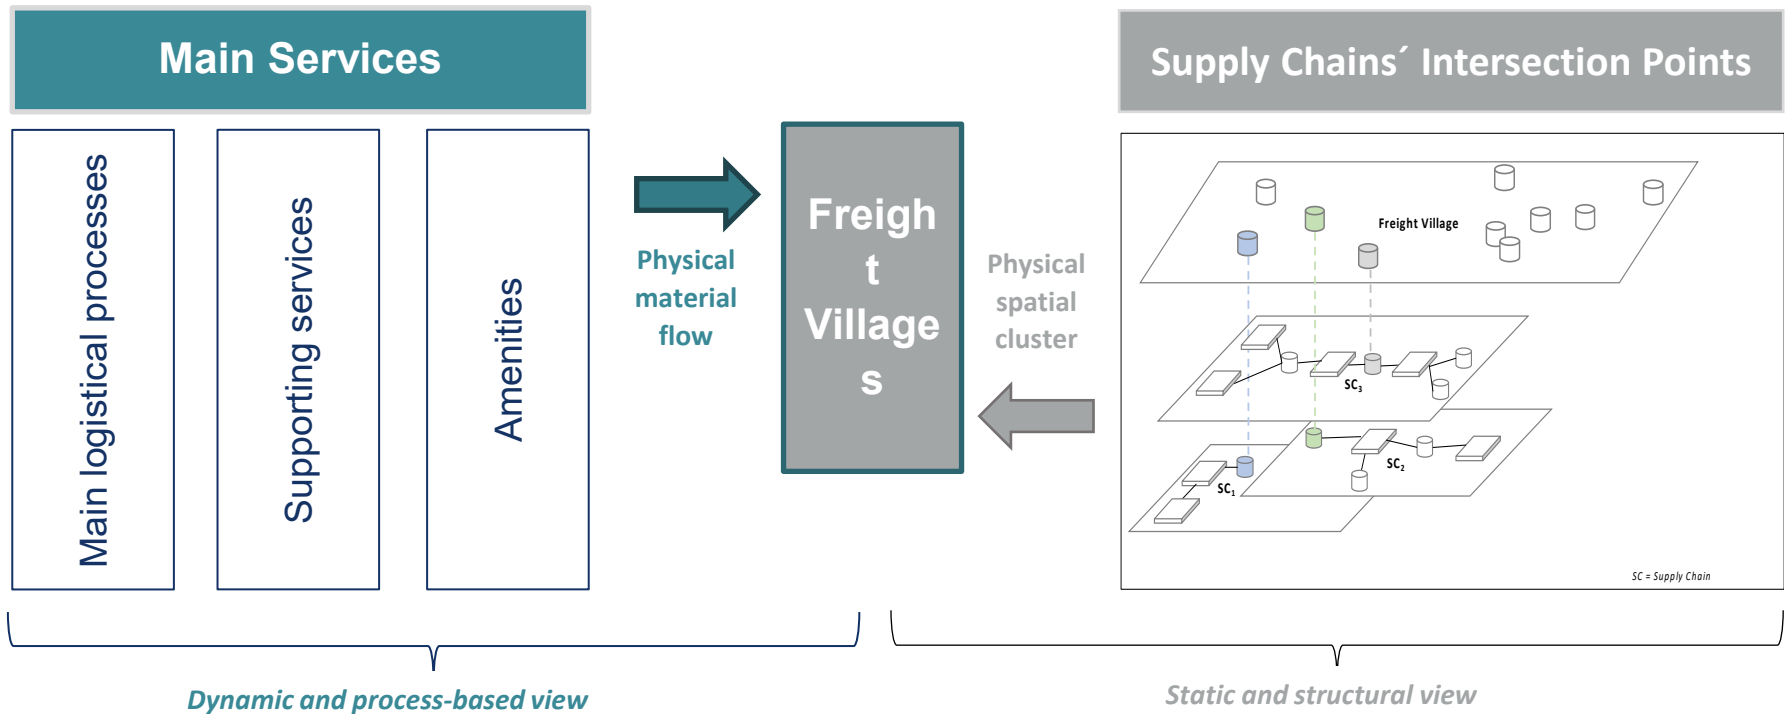 Main Services
Main logistical processes
Supporting services
Amenities
Physical
material
flow
Freigh
t
Village
s
Physical
spatial
cluster
Supply Chains´ Intersection Points
Freight Village
SC3
SC2
SC1
SC = Supply Chain
Dynamic and process-based view
Static and structural view